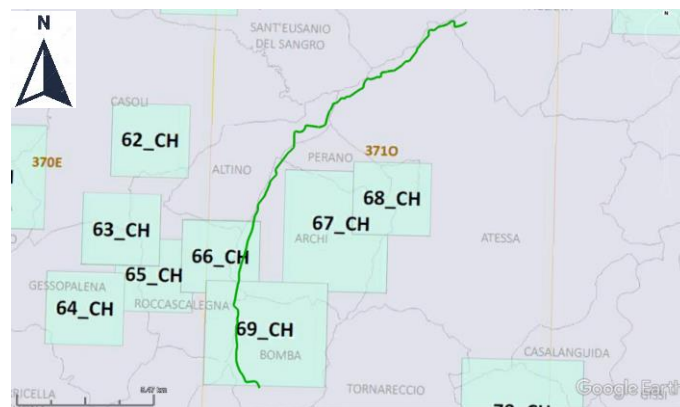 N
SANT'EUSANIO
DEL SANGRO
CASOLI
62_CH
370E
ALTINO
PERANO
371O
68_CH
67_CH
63_CH
66_CH
ARCHI
ATESSA
65_CH
GESSOPALENA
ROCCASCALEGNA
64_CH
69_CH
BOMBA
CASALANGUIDA
TORNARECCIO
RICELLA
Google Earth